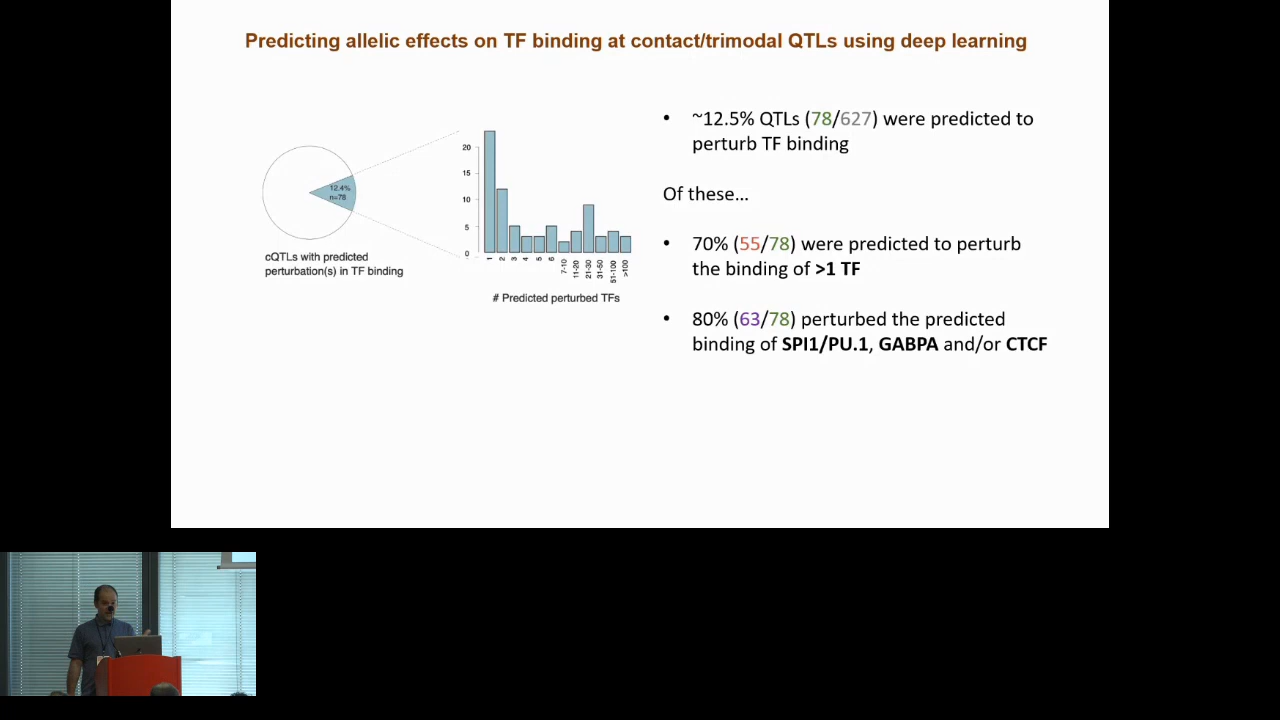 Predicting allelic effects on TF binding at contact/trimodal QTLs using deep learning
12.4%
n=78
cQTLs with predicted
perturbation(s) in TF binding
20
15
10
5
0
1
2
3
4
5
6
7-10
11-20
21-30
31-50
51-100
>100
# Predicted perturbed TFs
• ~12.5% QTLs (78/627) were predicted to
perturb TF binding
Of these...
• 70% (55/78) were predicted to perturb
the binding of >1 TF
• 80% (63/78) perturbed the predicted
binding of SPI1/PU.1, GABPA and/or CTCF